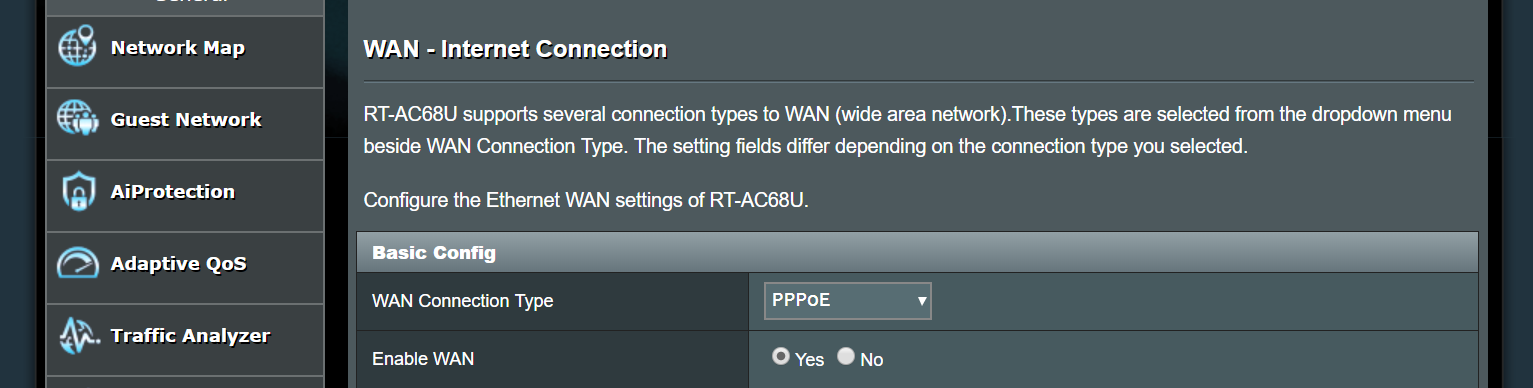 General
Network Map
Guest Network
AiProtection
Adaptive QoS
Traffic Analyzer
WAN - Internet Connection
RT-AC68U supports several connection types to WAN (wide area network).These types are selected from the dropdown menu
beside WAN Connection Type. The setting fields differ depending on the connection type you selected.
Configure the Ethernet WAN settings of RT-AC68U.
Basic Config
WAN Connection Type PPPoE
Enable WAN Yes No